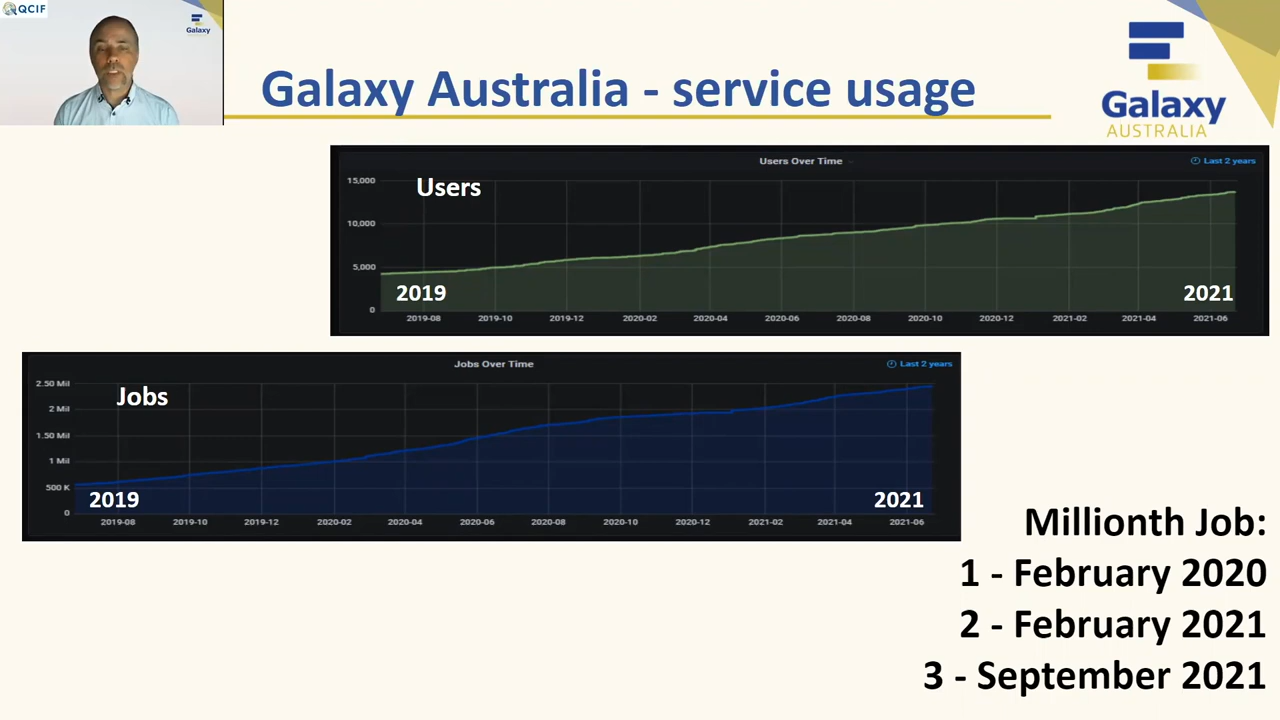 QCIF
Galaxy
Galaxy Australia - service usage
Galaxy
AUSTRALIA
Users Over Time
Last 2 years
Users
15,000
10,000
5,000
0
2019
2021
2019-08 2019-10 2019-12 2020-02 2020-04 2020-06 2020-08 2020-10 2020-12 2021-02 2021-04 2021-06
Jobs Over Time
Last 2 years
Jobs
2.50 Mil
2 Mil
1.50 Mil
1 Mil
500 K
0
2019
2021
2019-08 2019-10 2019-12 2020-02 2020-04 2020-06 2020-08 2020-10 2020-12 2021-02 2021-04 2021-06
Millionth Job:
1 - February 2020
2 - February 2021
3 - September 2021